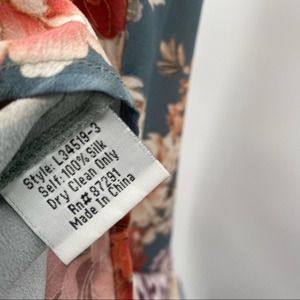 Style: L34519-3
Self: 100% Silk
Dry Clean Only
Rn# 87291
Made In China